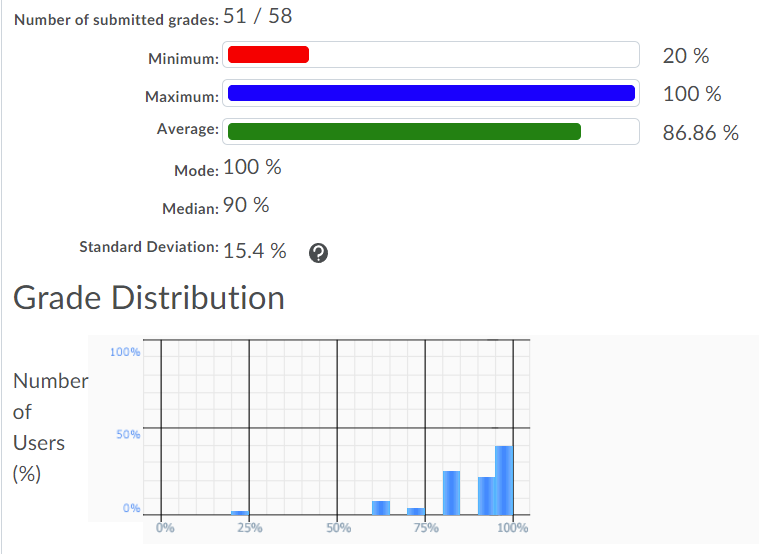 Number of submitted grades: 51 / 58
Minimum: 20 %
Maximum: 100 %
Average: 86.86 %
Mode: 100 %
Median: 90 %
Standard Deviation: 15.4 % ?
Grade Distribution
100%
Number
of
50%
Users
(%)
0%
0% 25% 50% 75% 100%